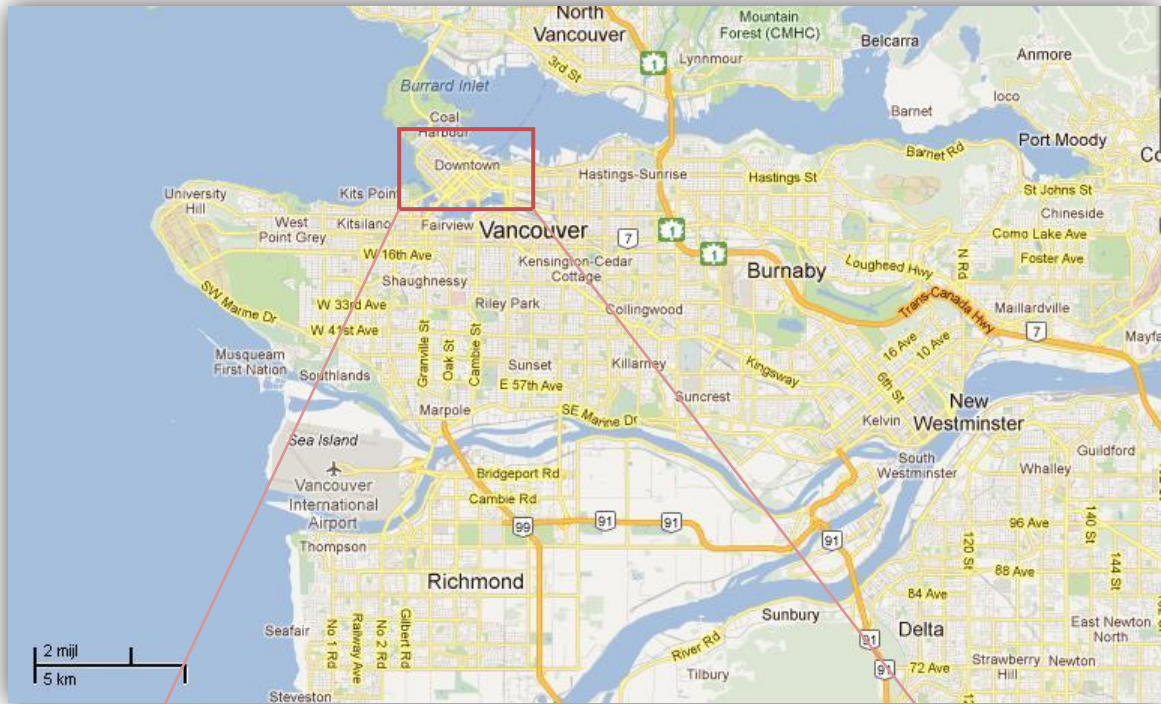 North
Vancouver
Mountain
Forest (CMHC)
Belcarra
Anmore
3rd St
1
Lynnmour
Burrard Inlet
Ioco
Barnet
Coal
Harbour
Port Moody
Barnet Rd
Downtown
Hastings-Sunrise
Hastings St
St Johns St
University
Hill
Kits Poin
West
Point Grey
Kitsilano
Fairview
Vancouver
7
1
1
Chineside
Como Lake Ave
Foster Ave
W 16th Ave
Kensington-Cedar
Cottage
Burnaby
Lougheed Hwy
N Rd
Shaughnessy
SW Marine Dr
W 33rd Ave
Riley Park
Collingwood
Trans-Canada Hwy
Maillardville
W 41st Ave
7
Granville St
Oak St
Cambie St
16 Ave
10 Ave
Mayfa
Musqueam
First Nation
Southlands
Sunset
Killarney
Kingsway
6th St
E 57th Ave
Suncrest
New
Westminster
Marpole
SE Marine Dr
Kelvin
Sea Island
South
Westminster
Guildford
Whalley
Bridgeport Rd
Vancouver
International
Airport
Cambie Rd
99
91
91
91
96 Ave
140 St
120 St
144 St
Thompson
88 Ave
Richmond
84 Ave
Sunbury
Delta
Seafair
No 1 Rd
Railway Ave
No 2 Rd
Gilbert Rd
River Rd
91
East Newton
North
2 mijl
5 km
91
72 Ave
Strawberry
Hill
Newton
Tilbury
Steveston